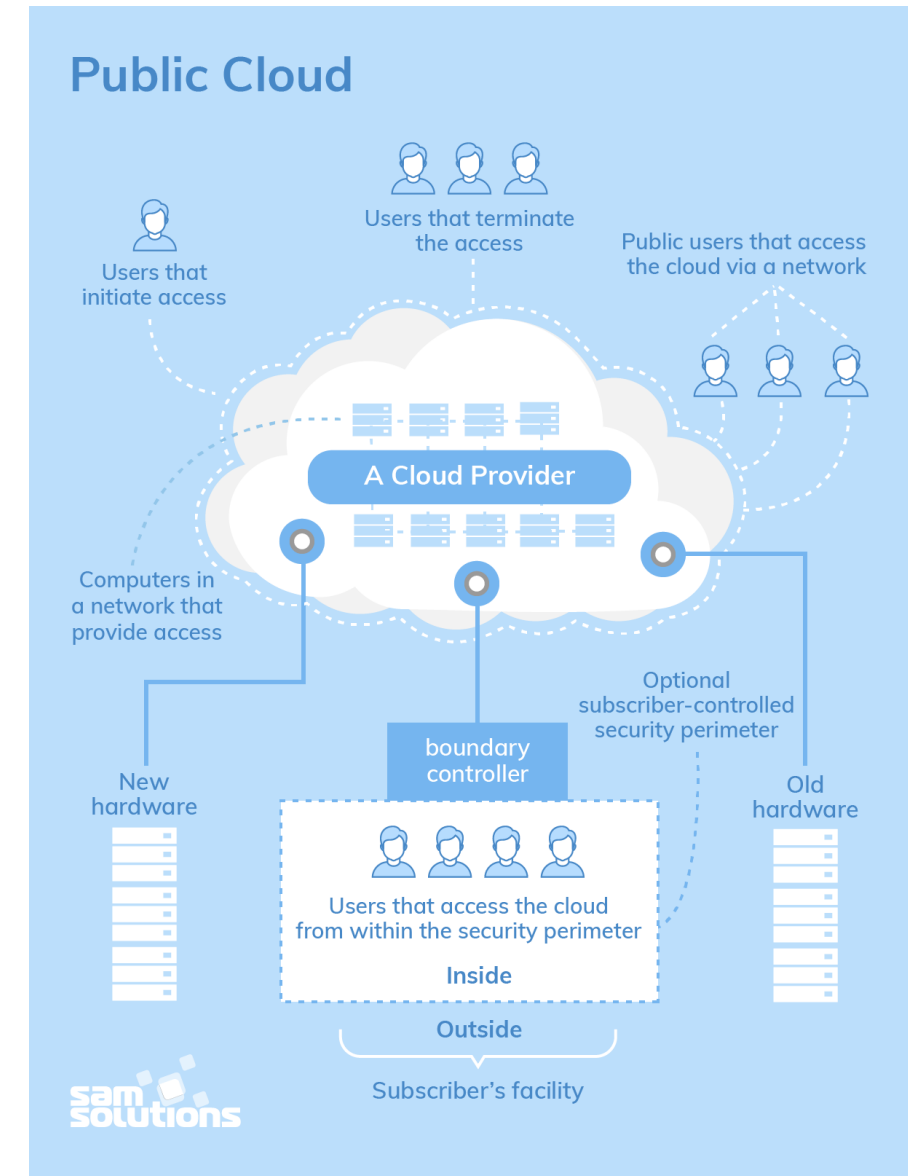 Public Cloud
Users that terminate
the access
Users that
initiate access
Public users that access
the cloud via a network
A Cloud Provider
Computers in
a network that
provide access
Optional
subscriber-controlled
security perimeter
boundary
controller
New
hardware
Old
hardware
Users that access the cloud
from within the security perimeter
Inside
Outside
Subscriber’s facility
sam
solutions